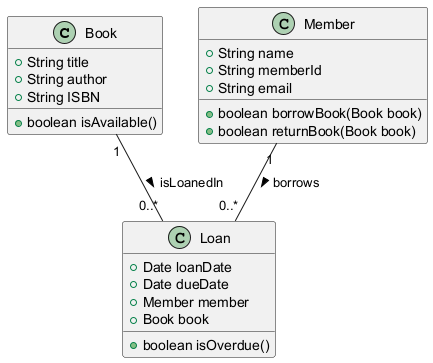 C Book
String title
String author
String ISBN
boolean isAvailable()
C Member
String name
String memberId
String email
boolean borrowBook(Book book)
boolean returnBook(Book book)
1
1
isLoanedIn
borrows
0..*
0..*
C Loan
Date loanDate
Date dueDate
Member member
Book book
boolean isOverdue()